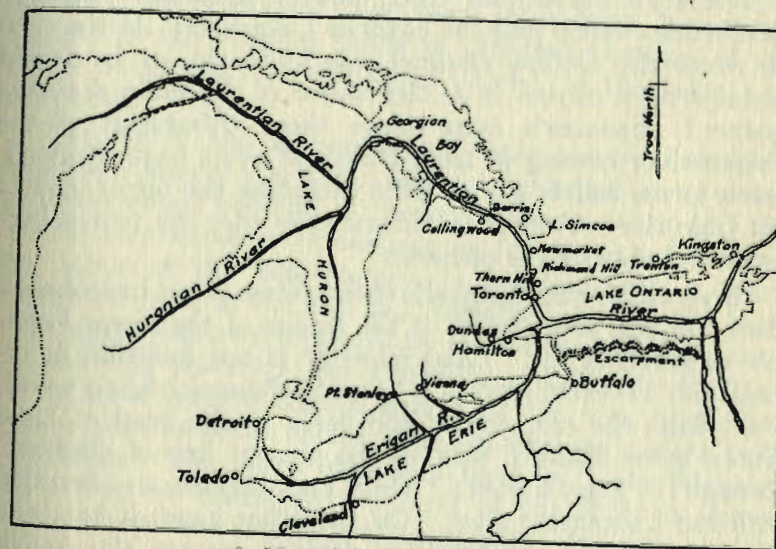 Laurentian River
Georgian
Bay
Laurentian
True North
LAKE
HURON
Huronian River
Barrie
L. Simcoe
Collingwood
Newmarket
Kingston
Richmond Hill
Trenton
Thorn Hill
Toronto
LAKE ONTARIO
River
Dundas
Hamilton
Escarpment
Buffalo
Vienna
Pt. Stanley
Detroit
Erigan R.
LAKE ERIE
Toledo
Cleveland